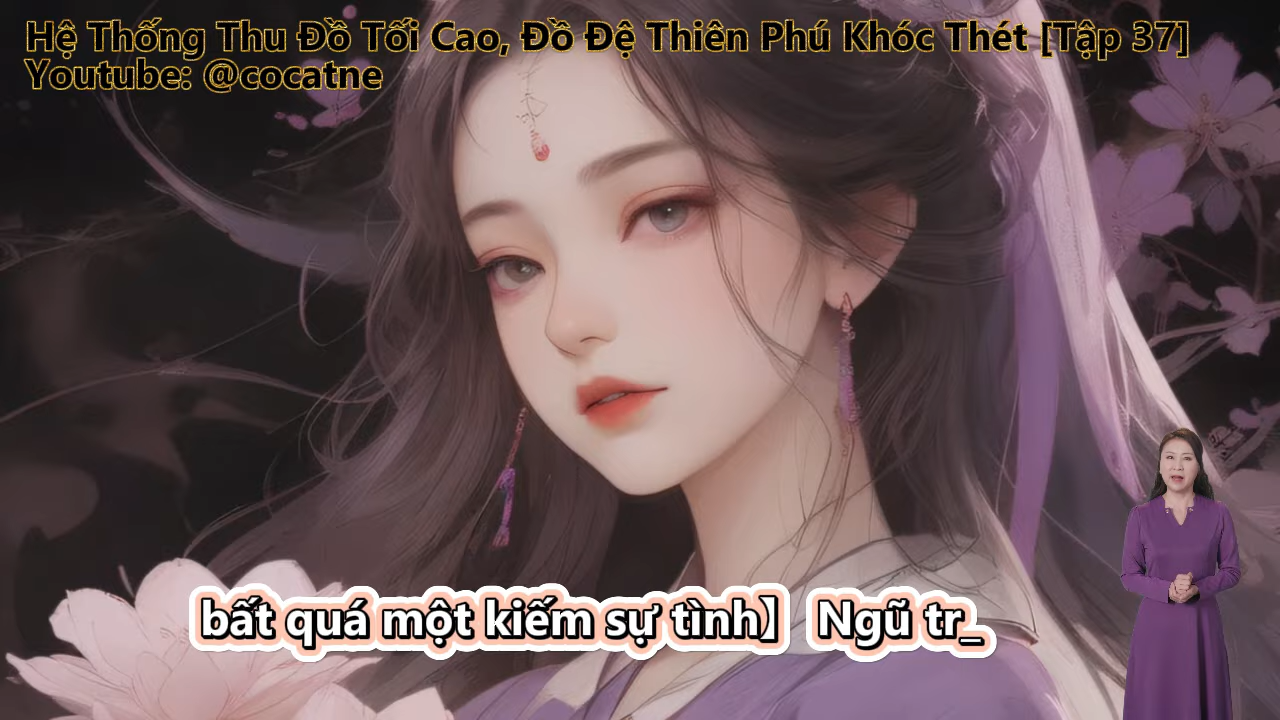 Hệ Thống Thu Đồ Tối Cao, Đồ Đệ Thiên Phú Khóc Thét [Tập 37]
Youtube: @cocatne
bất quá một kiếm sự tình】 Ngũ tr_